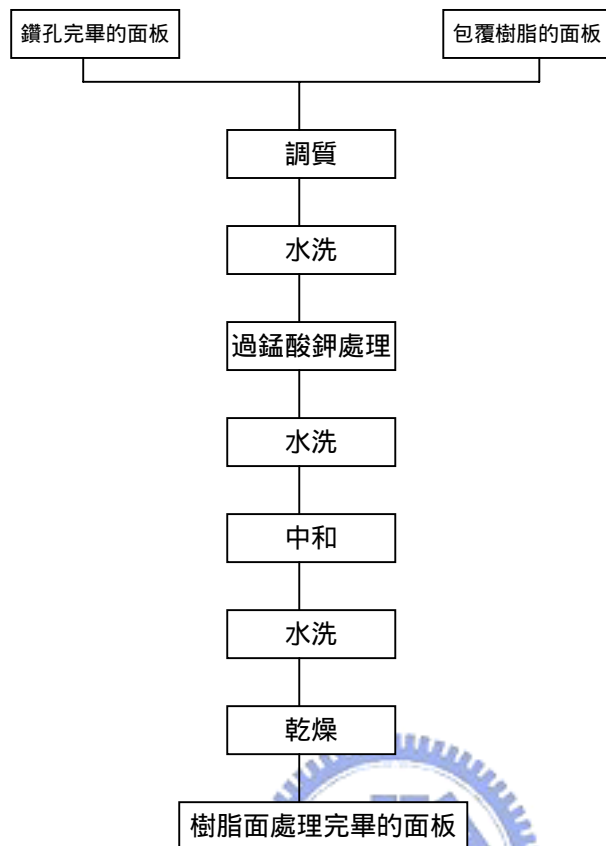 鑽孔完畢的面板
包覆樹脂的面板
調質
水洗
過錳酸鉀處理
水洗
中和
水洗
乾燥
樹脂面處理完畢的面板